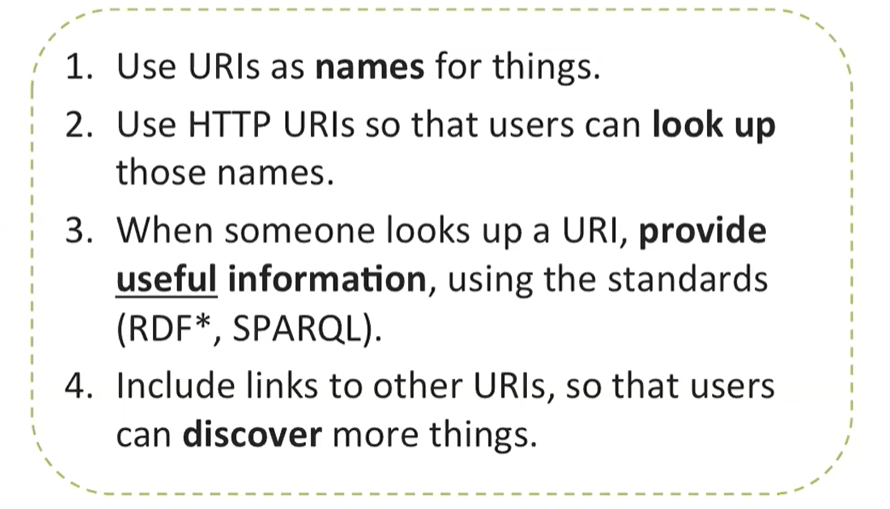 1. Use URIs as names for things.
2. Use HTTP URIs so that users can look up
those names.
3. When someone looks up a URI, provide
useful information, using the standards
(RDF*, SPARQL).
4. Include links to other URIs, so that users
can discover more things.